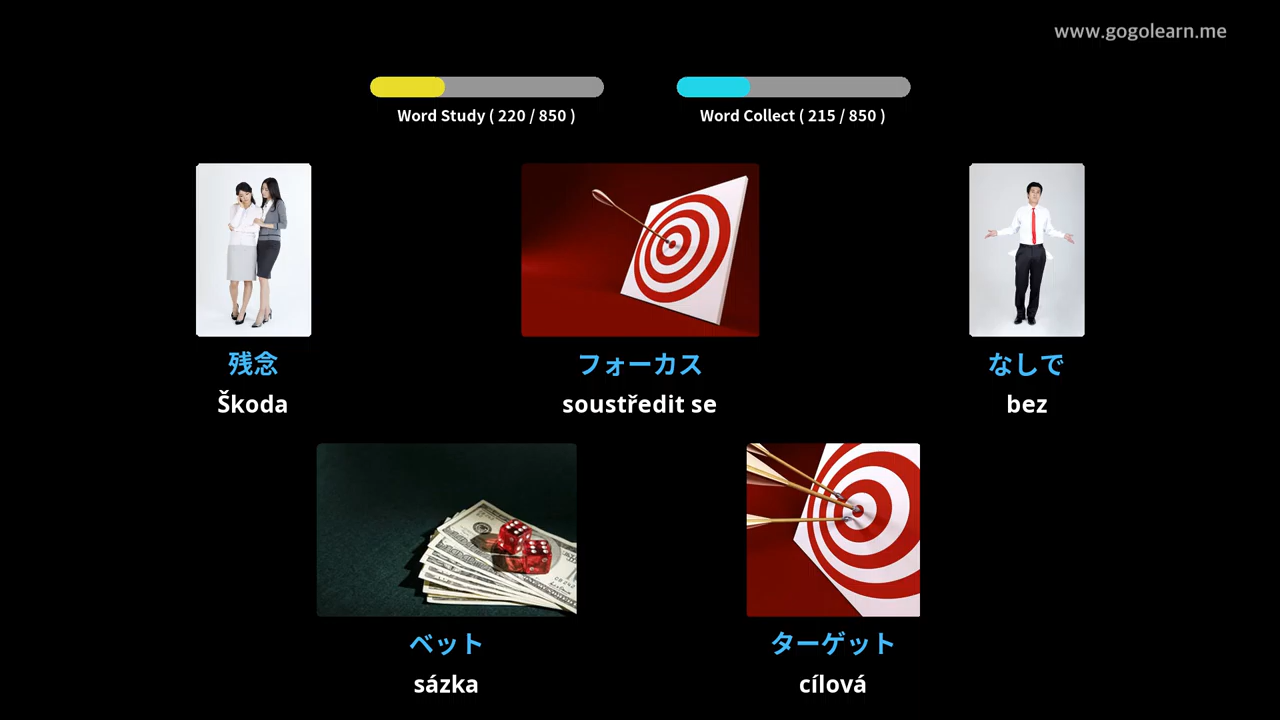 www.gogolearn.me
Word Study ( 220 / 850 )
Word Collect ( 215 / 850 )
残念
フォーカス
なしで
Škoda
soustředit se
bez
ベット
ターゲット
sázka
cílová